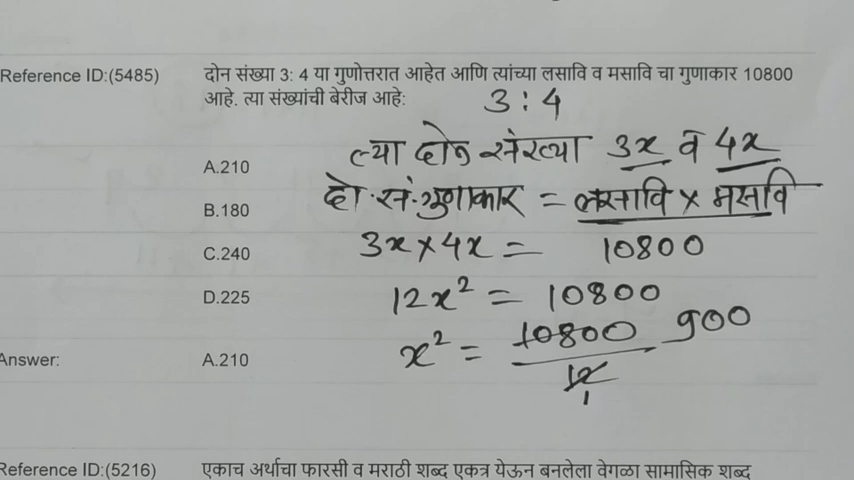 Reference ID:(5485) दोन संख्या 3: 4 या गुणोत्तरात आहेत आणि त्यांच्या लसावि व मसावि चा गुणाकार 10800
आहे. त्या संख्यांची बेरीज आहे:
3 : 4
त्या दोन संख्या 3x व 4x
A.210
दो. सं. गुणाकार = लसावि × मसावि
B.180
3x × 4x = 10800
C.240
12x² = 10800
D.225
x² = 10800 900
12
1
Answer: A.210
Reference ID:(5216) एकाच अर्थाचा फारसी व मराठी शब्द एकत्र येऊन बनलेला वेगळा सामासिक शब्द